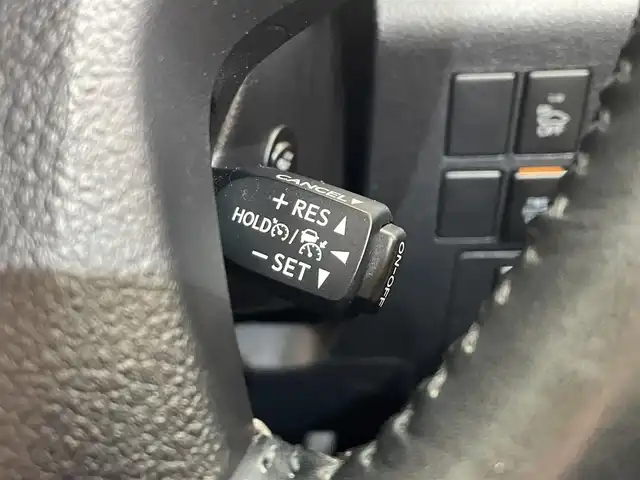 CANCEL
+ RES
HOLD /
− SET
ON-OFF